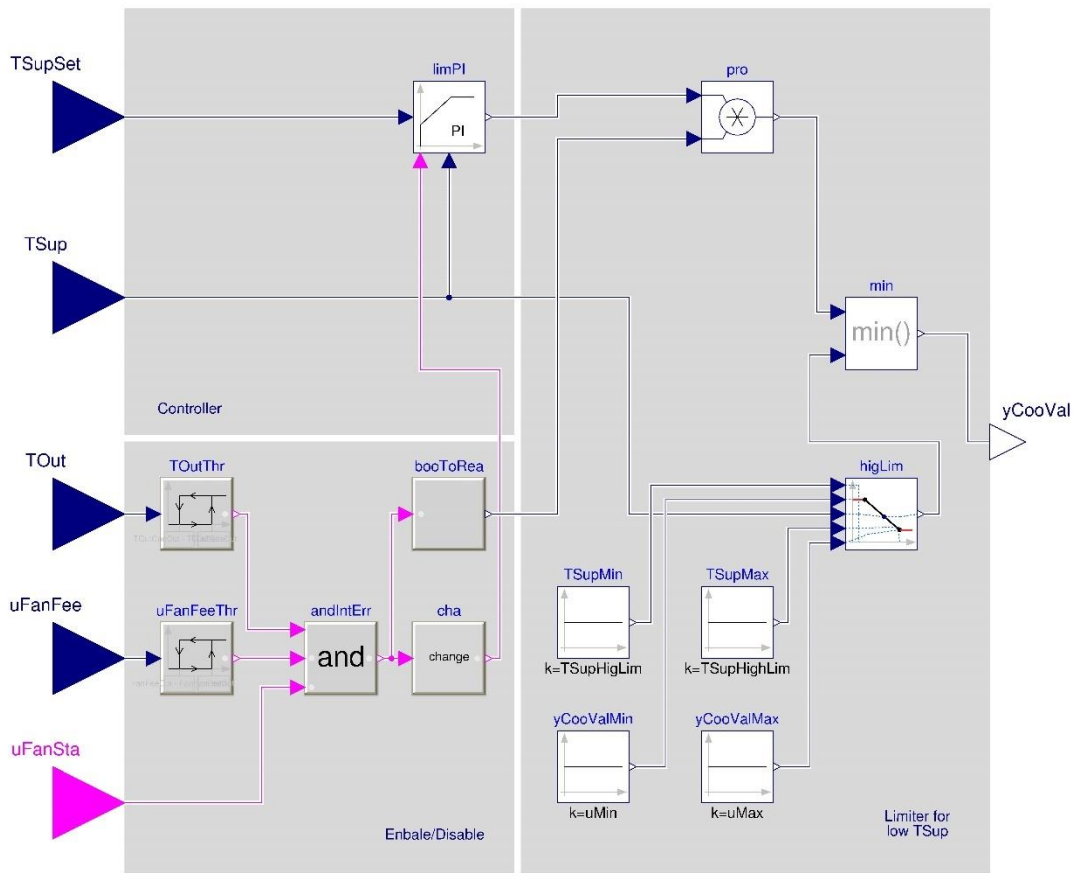 TSupSet
limPI
PI
pro
TSup
min
min()
Controller
yCooVal
TOut
TOutThr
booToRea
higLim
TSupMin
TSupMax
uFanFee
uFanFeeThr
andIntErr
cha
and
change
k=TSupHigLim
k=TSupHighLim
yCooValMin
yCooValMax
uFanSta
k=uMin
k=uMax
Enbale/Disable
Limiter for
low TSup